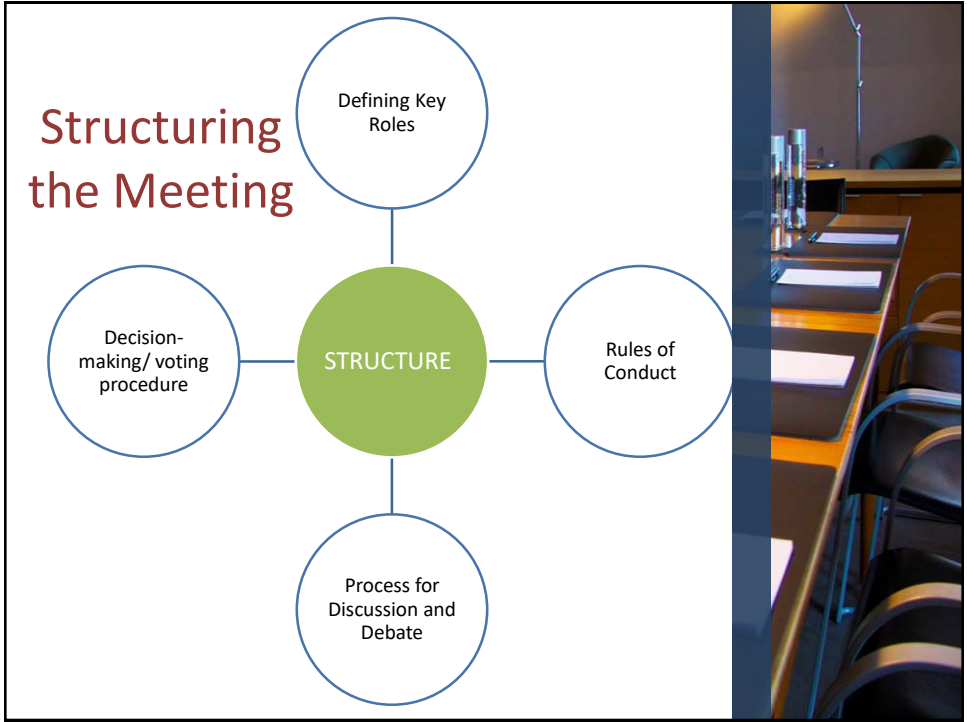 Structuring
the Meeting
Defining Key
Roles
Decision-
making/ voting
procedure
STRUCTURE
Rules of
Conduct
Process for
Discussion and
Debate